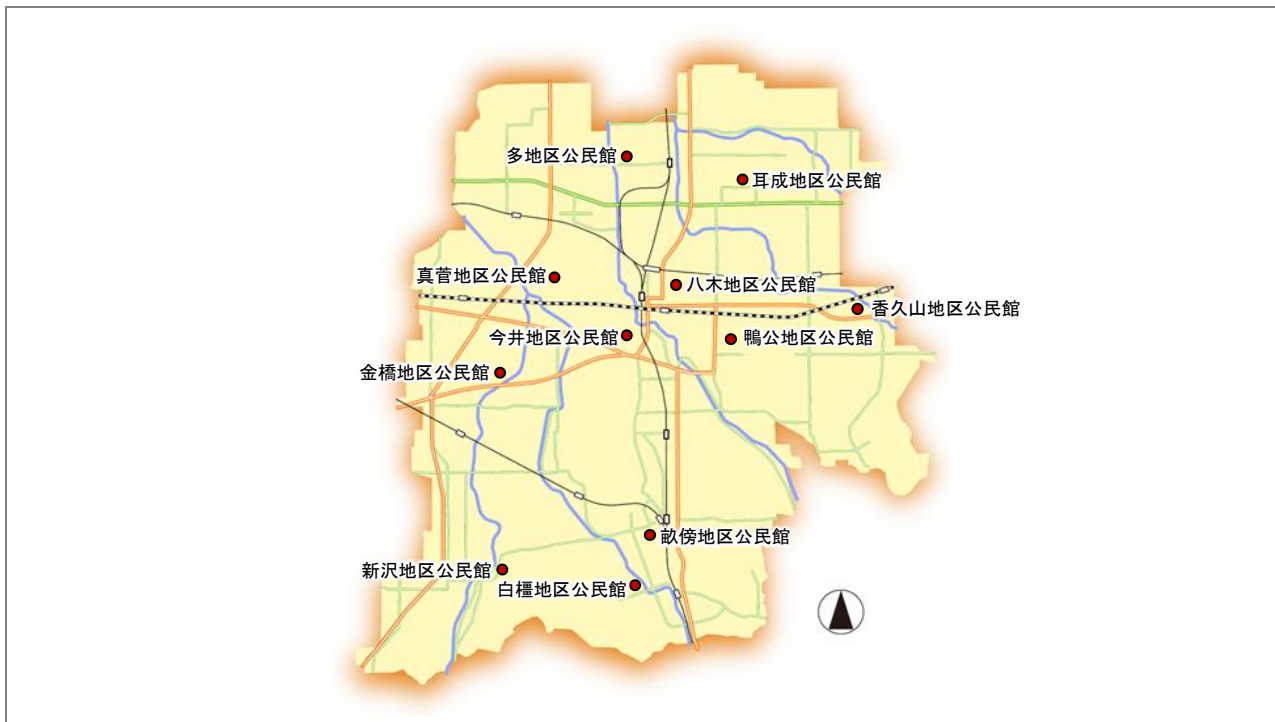 多地区公民館
耳成地区公民館
真菅地区公民館
八木地区公民館
香久山地区公民館
今井地区公民館
鴨公地区公民館
金橋地区公民館
畝傍地区公民館
新沢地区公民館
白橿地区公民館